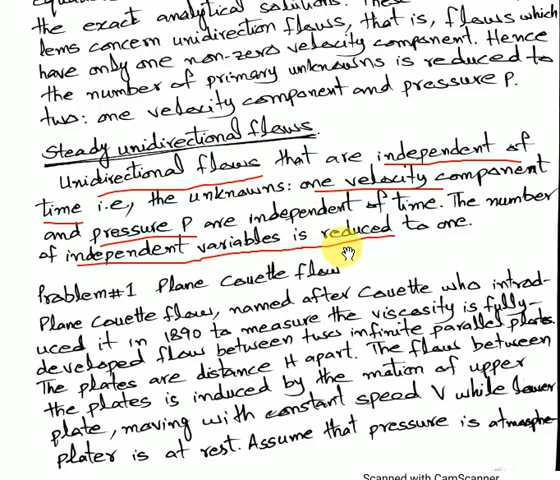 the exact analytical solutions. These
lems concern unidirection flows, that is, flows which
have only one non-zero velocity component. Hence
the number of primary unknowns is reduced to
two: one velocity component and pressure p.
Steady unidirectional flows.
Unidirectional flows that are independent of
time i.e., the unknowns: one velocity component
and pressure p are independent of time. The number
of independent variables is reduced to one.
Problem#1 Plane Couette flow
Plane Couette flow, named after Couette who introd-
uced it in 1890 to measure the viscosity is fully-
developed flow between two infinite parallel plates.
The plates are distance H apart. The flow between
the plates is induced by the motion of upper
plate, moving with constant speed V while lower
plater is at rest. Assume that pressure is atmosphe-
Scanned with CamScanner